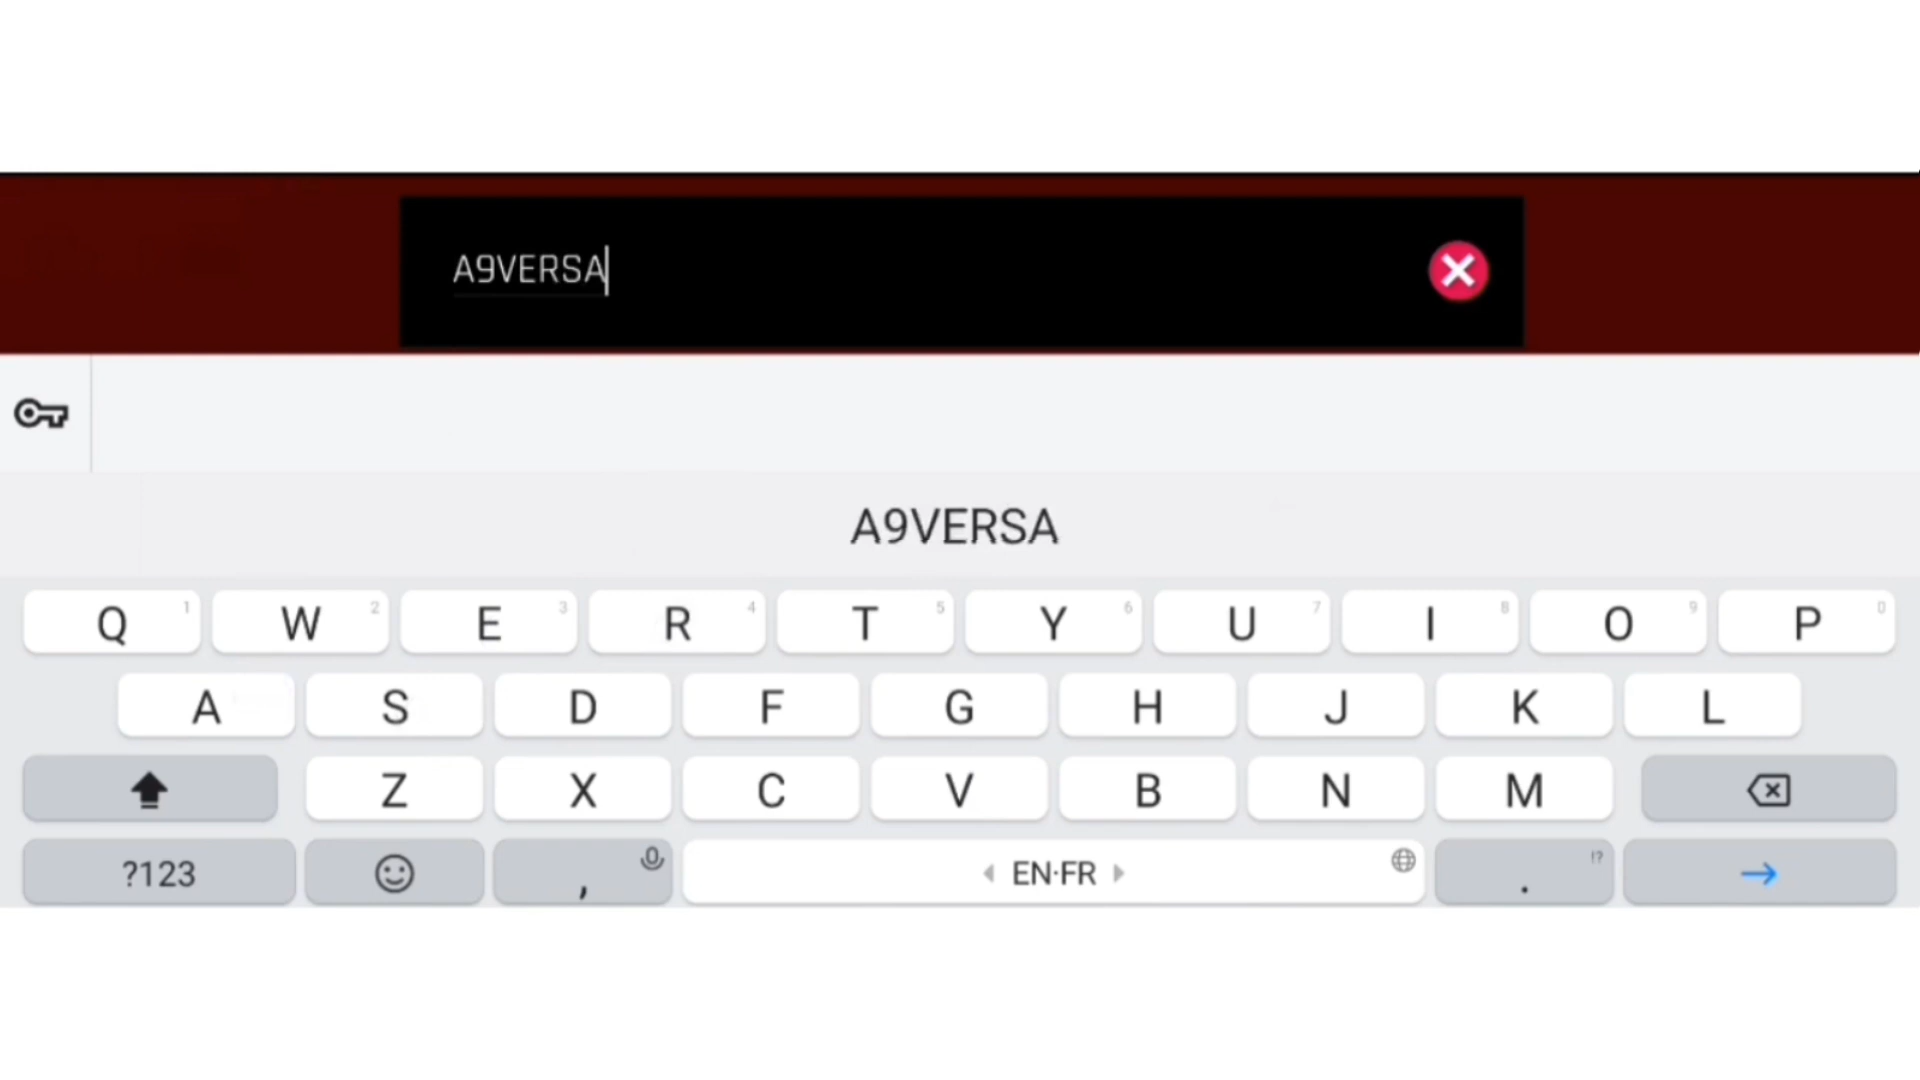 A9VERSA
A9VERSA
Q 1 W 2 E 3 R 4 T 5 Y 6 U 7 I 8 O 9 P 0
A S D F G H J K L
Z X C V B N M
?123 , EN·FR . !?